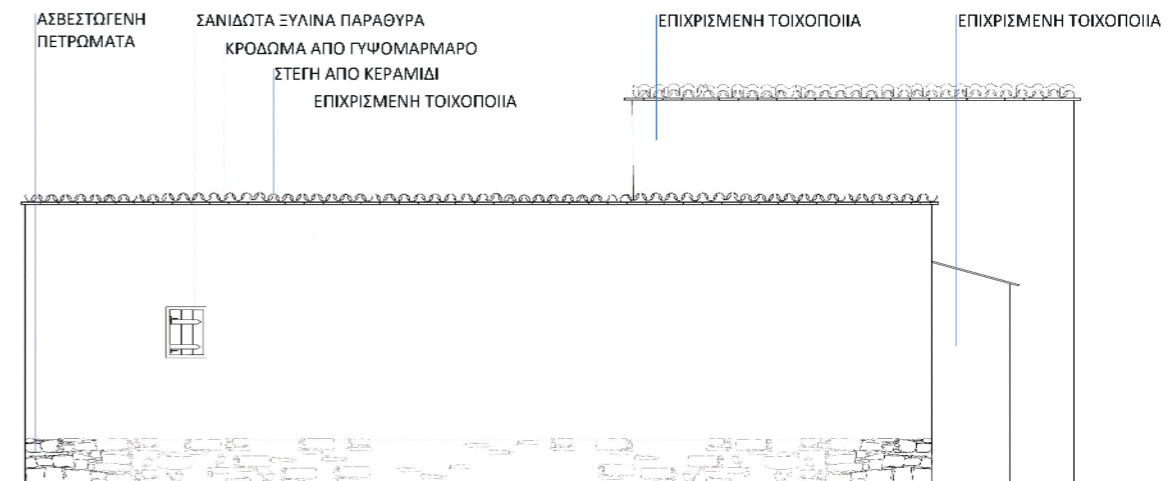 ΑΣΒΕΣΤΩΓΕΝΗ
ΠΕΤΡΩΜΑΤΑ
ΣΑΝΙΔΩΤΑ ΞΥΛΙΝΑ ΠΑΡΑΘΥΡΑ
ΚΡΟΔΩΜΑ ΑΠΟ ΓΥΨΟΜΑΡΜΑΡΟ
ΣΤΕΓΗ ΑΠΟ ΚΕΡΑΜΙΔΙ
ΕΠΙΧΡΙΣΜΕΝΗ ΤΟΙΧΟΠΟΙΙΑ
ΕΠΙΧΡΙΣΜΕΝΗ ΤΟΙΧΟΠΟΙΙΑ
ΕΠΙΧΡΙΣΜΕΝΗ ΤΟΙΧΟΠΟΙΙΑ